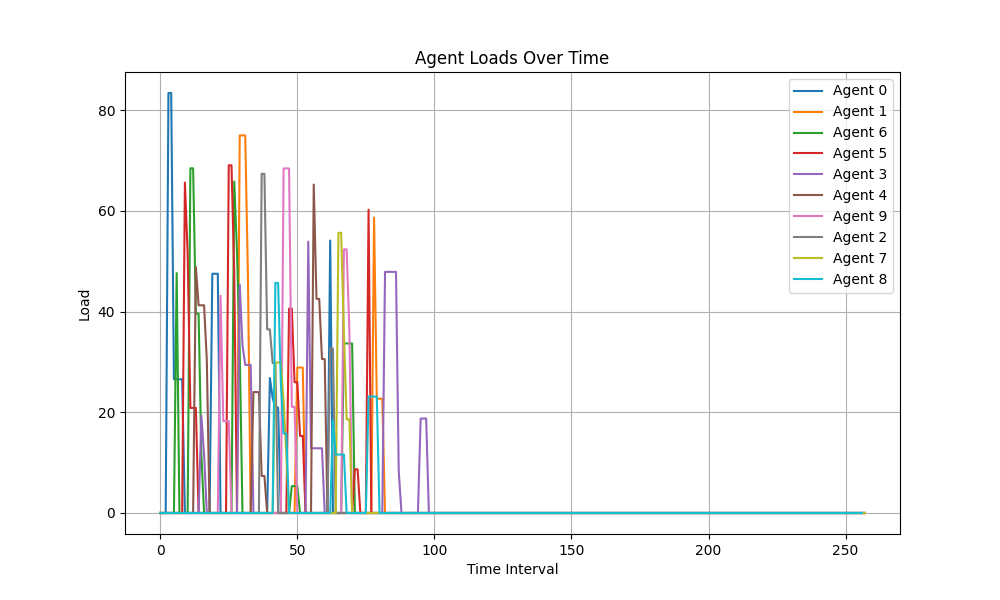 Agent Loads Over Time
Load
80
60
40
20
0
0 50 100 150 200 250
Time Interval
Agent 0
Agent 1
Agent 6
Agent 5
Agent 3
Agent 4
Agent 9
Agent 2
Agent 7
Agent 8